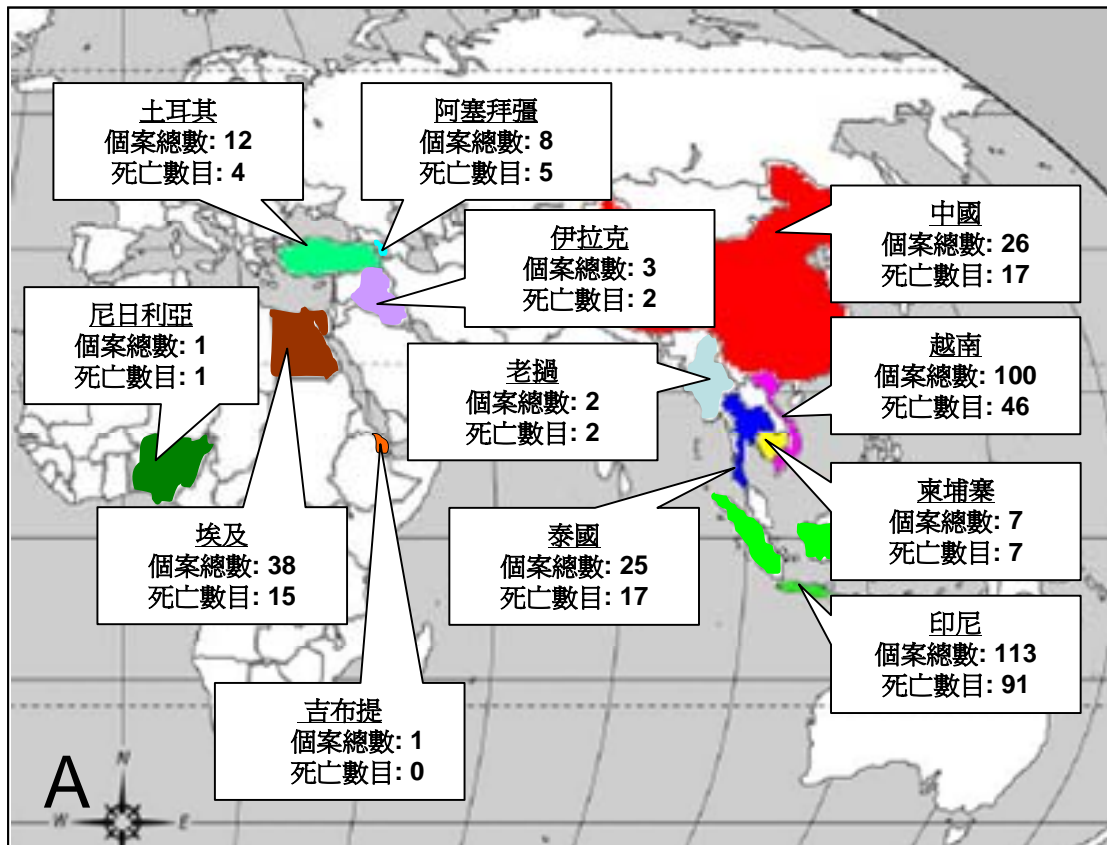 土耳其
個案總數: 12
死亡數目: 4
阿塞拜彊
個案總數: 8
死亡數目: 5
中國
個案總數: 26
死亡數目: 17
伊拉克
個案總數: 3
死亡數目: 2
尼日利亞
個案總數: 1
死亡數目: 1
老撾
個案總數: 2
死亡數目: 2
越南
個案總數: 100
死亡數目: 46
埃及
個案總數: 38
死亡數目: 15
泰國
個案總數: 25
死亡數目: 17
柬埔寨
個案總數: 7
死亡數目: 7
印尼
個案總數: 113
死亡數目: 91
吉布提
個案總數: 1
死亡數目: 0
A
N
W
E